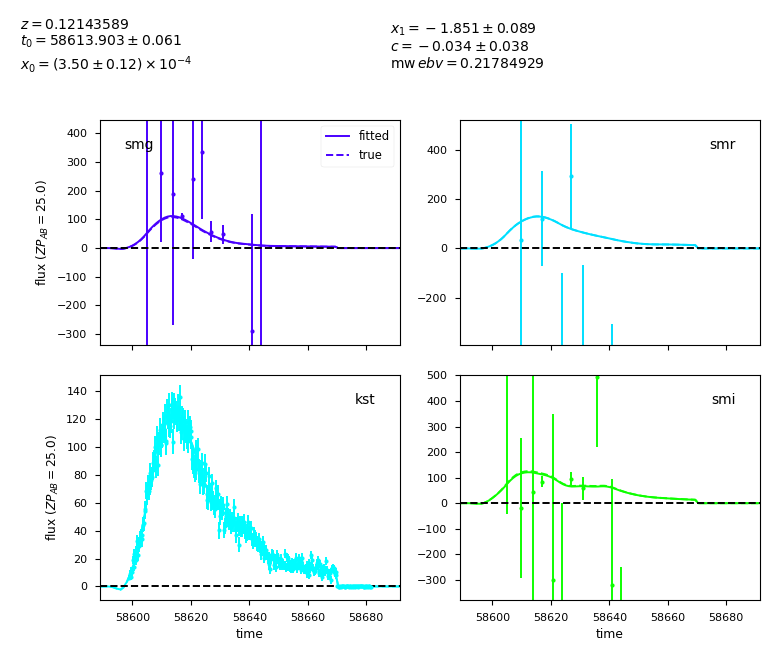 z = 0.12143589
t₀ = 58613.903 ± 0.061
x₀ = (3.50 ± 0.12) × 10⁻⁴
x₁ = −1.851 ± 0.089
c = −0.034 ± 0.038
mw ebv = 0.21784929
400
300
200
100
0
−100
−200
−300
flux (ZP_AB = 25.0)
smg
fitted
true
400
200
0
−200
smr
140
120
100
80
60
40
20
0
flux (ZP_AB = 25.0)
kst
58600 58620 58640 58660 58680
time
500
400
300
200
100
0
−100
−200
−300
smi
58600 58620 58640 58660 58680
time